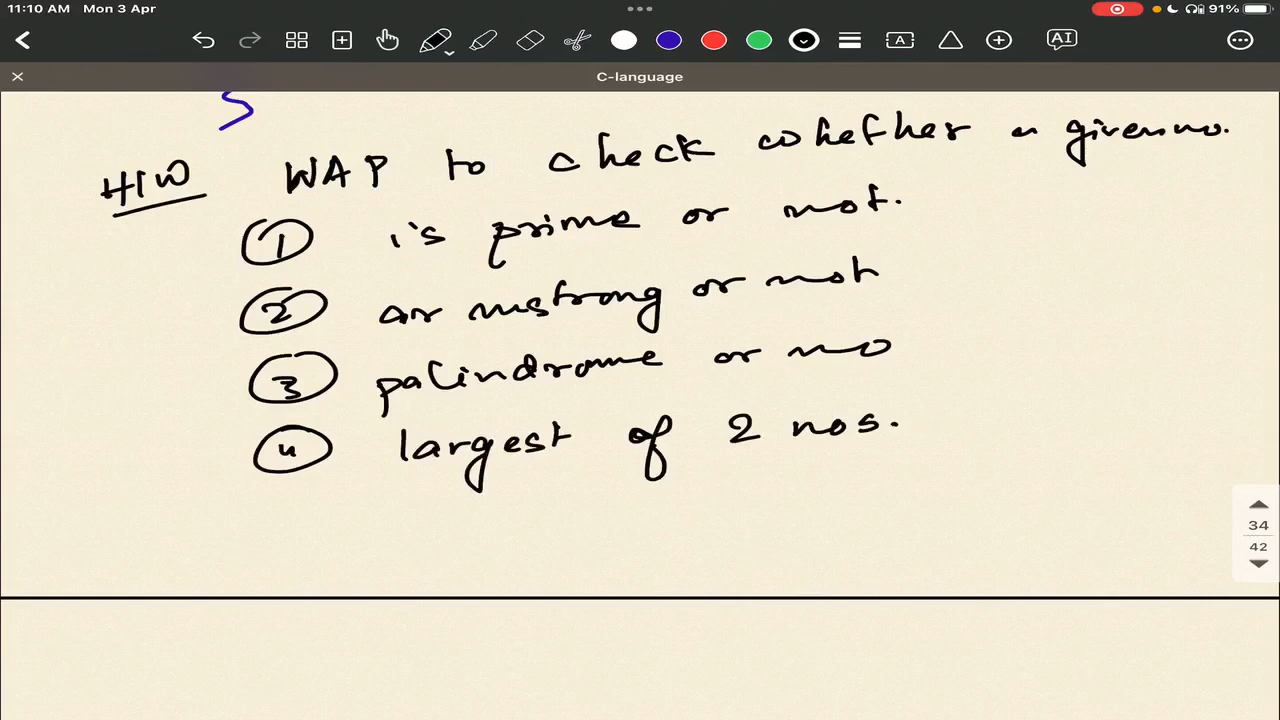 11:10 AM Mon 3 Apr
91%
A
AI
C-language
H/W WAP to check whether a given no.
1 is prime or not.
2 armstrong or not
3 palindrome or no
4 largest of 2 nos.
34
42